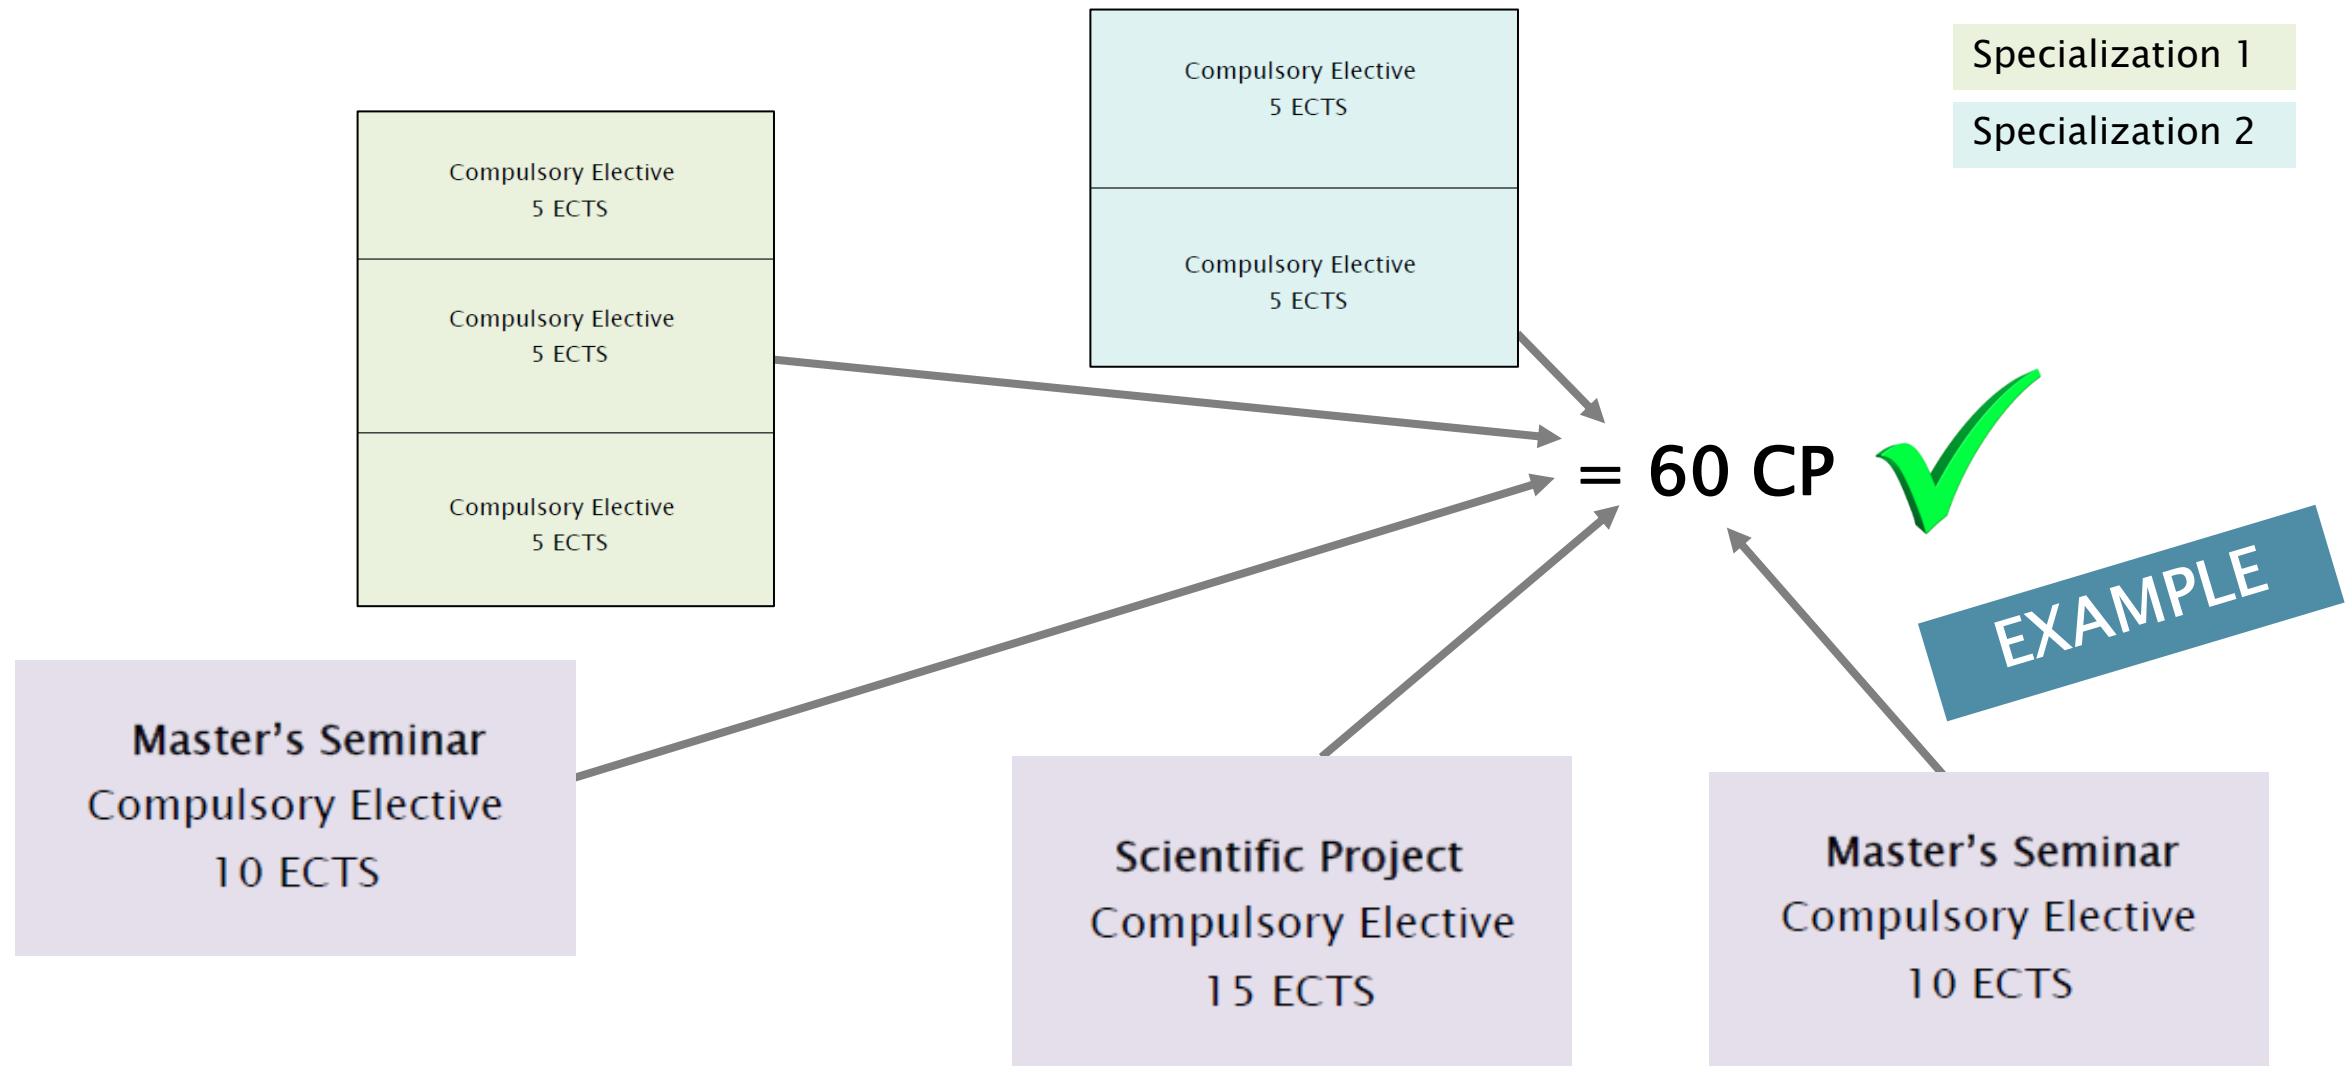 Compulsory Elective
5 ECTS
Compulsory Elective
5 ECTS
Compulsory Elective
5 ECTS
Compulsory Elective
5 ECTS
Compulsory Elective
5 ECTS
Specialization 1
Specialization 2
= 60 CP
EXAMPLE
Master’s Seminar
Compulsory Elective
10 ECTS
Scientific Project
Compulsory Elective
15 ECTS
Master’s Seminar
Compulsory Elective
10 ECTS